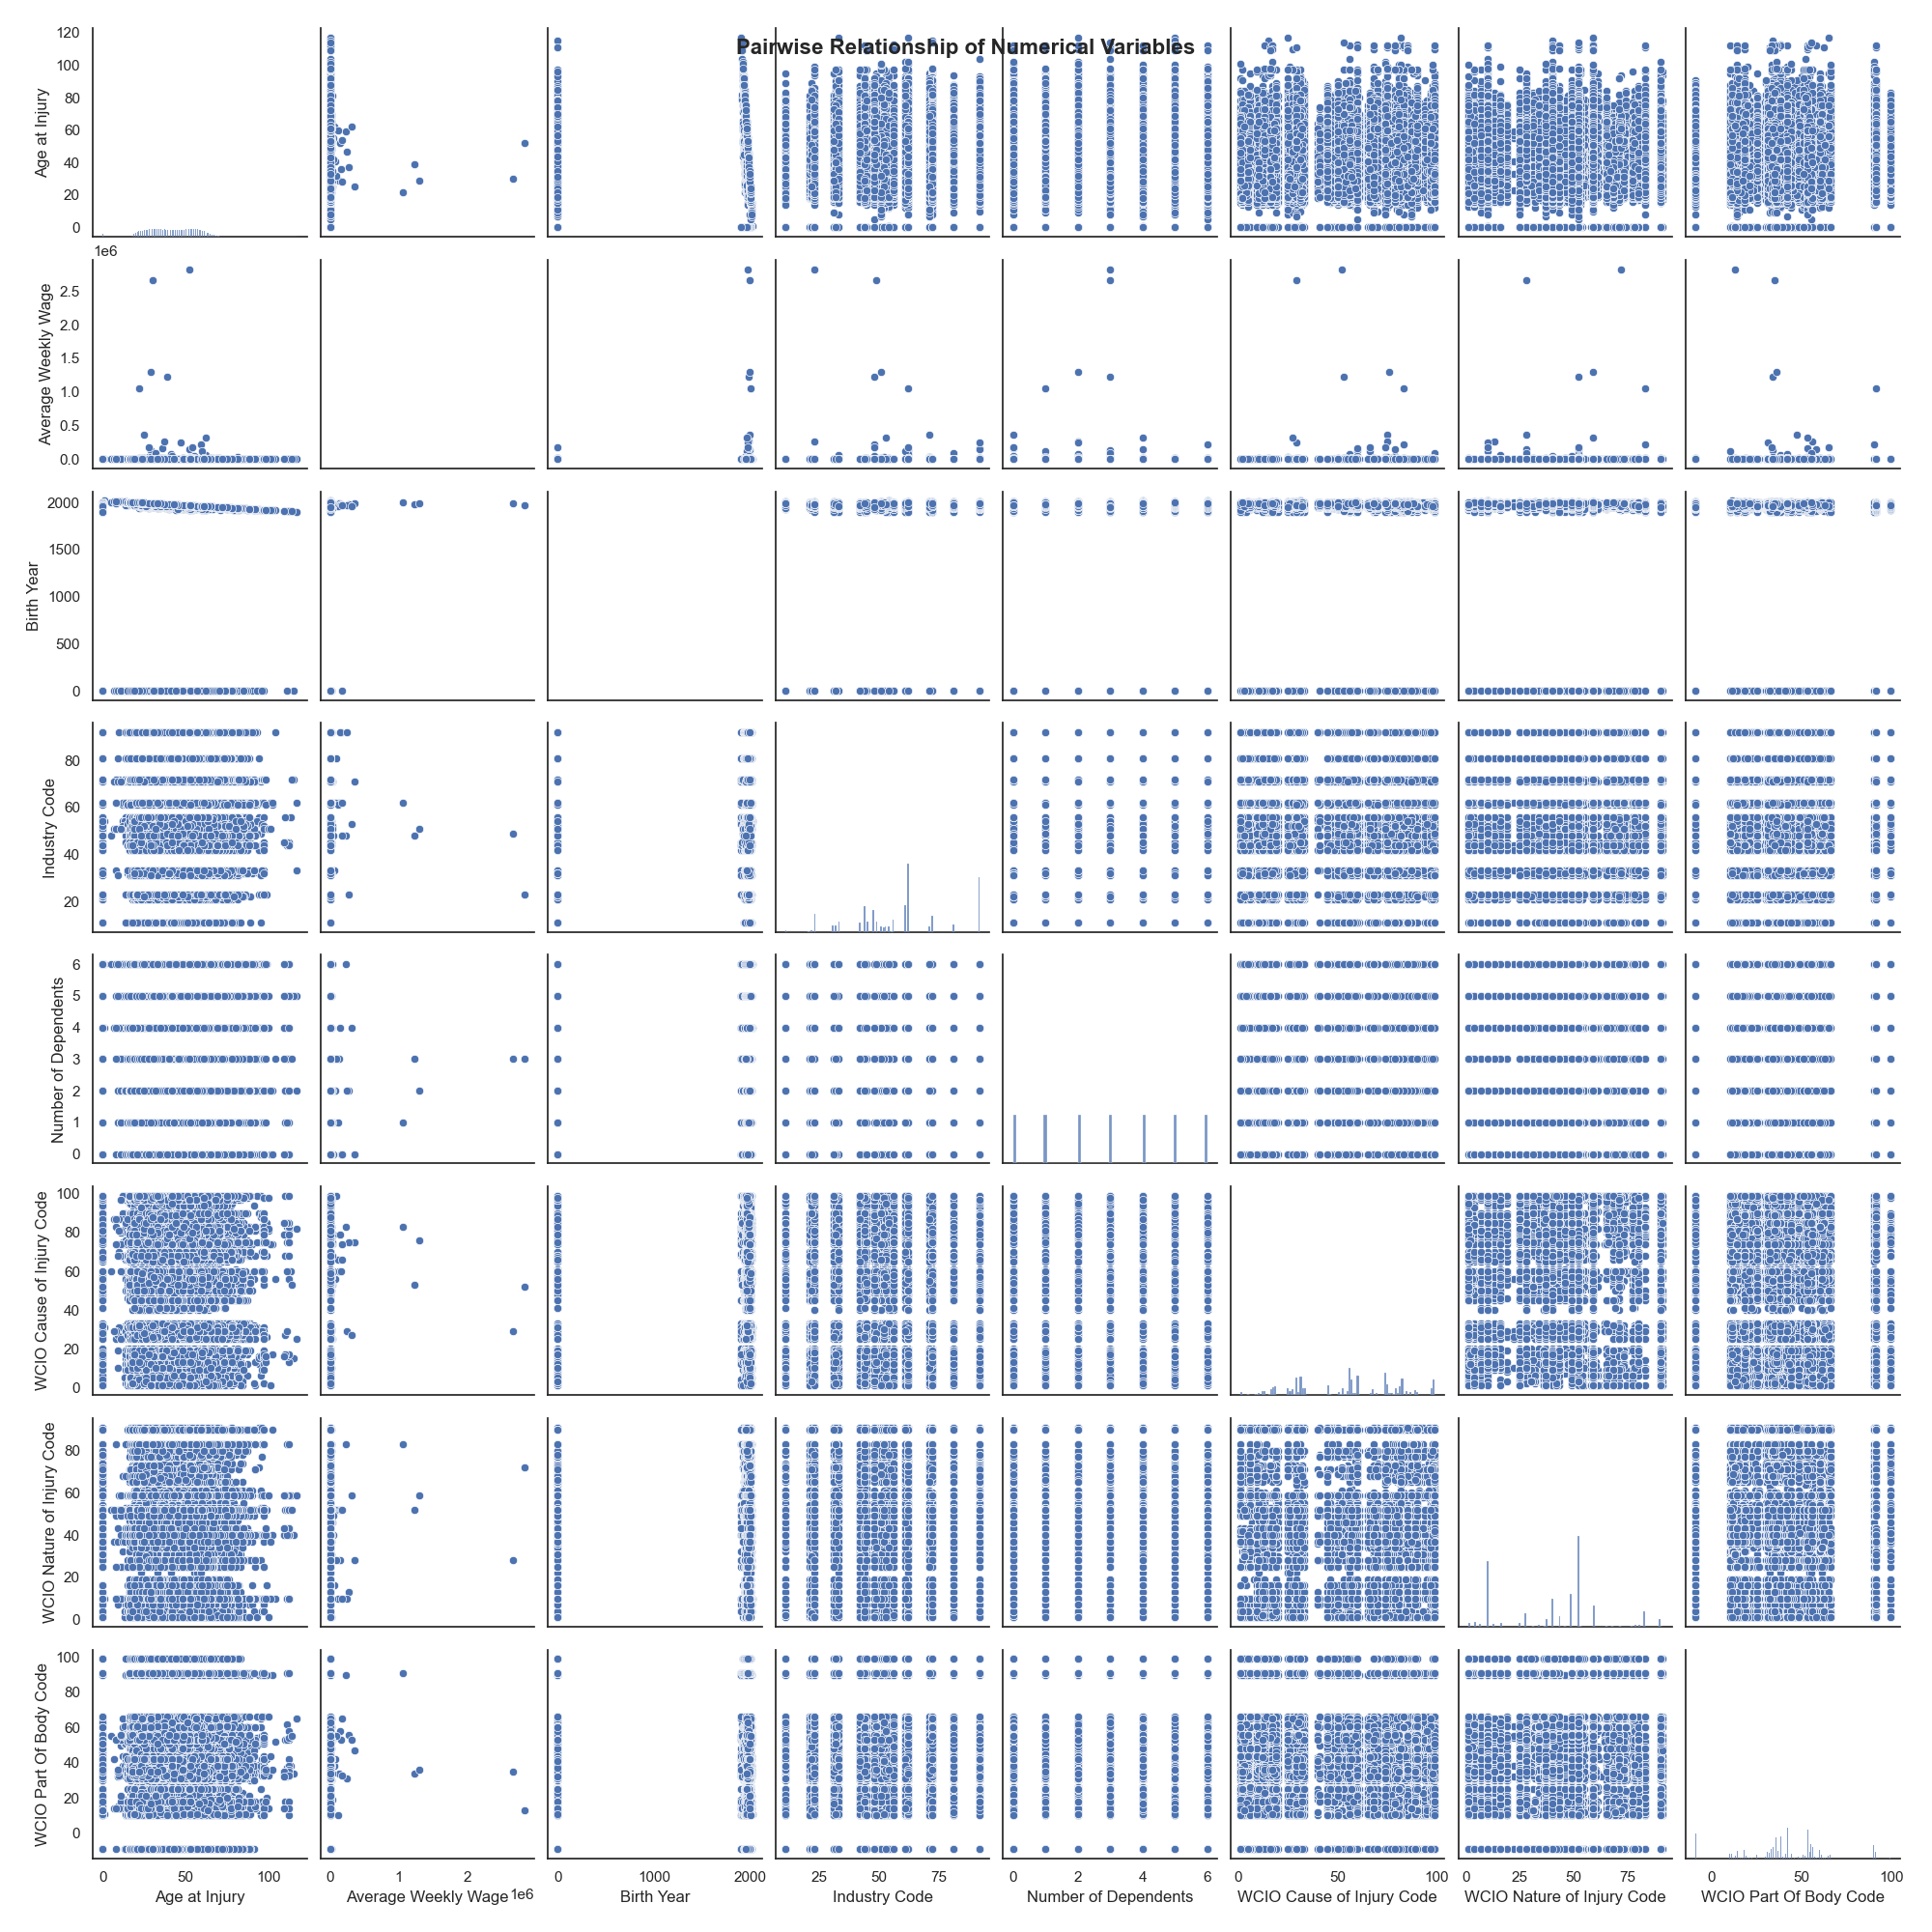 Pairwise Relationship of Numerical Variables
120
100
80
60
40
20
0
Age at Injury
1e6
2.5
2.0
1.5
1.0
0.5
0.0
Average Weekly Wage
2000
1500
1000
500
0
Birth Year
80
60
40
20
Industry Code
6
5
4
3
2
1
0
Number of Dependents
100
80
60
40
20
0
WCIO Cause of Injury Code
80
60
40
20
0
WCIO Nature of Injury Code
100
80
60
40
20
0
WCIO Part Of Body Code
0 50 100
1 2
0 1000 2000
25 50 75
0 2 4 6
0 50 100
0 25 50 75
0 50 100
Age at Injury
Average Weekly Wage 1e6
Birth Year
Industry Code
Number of Dependents
WCIO Cause of Injury Code
WCIO Nature of Injury Code
WCIO Part Of Body Code